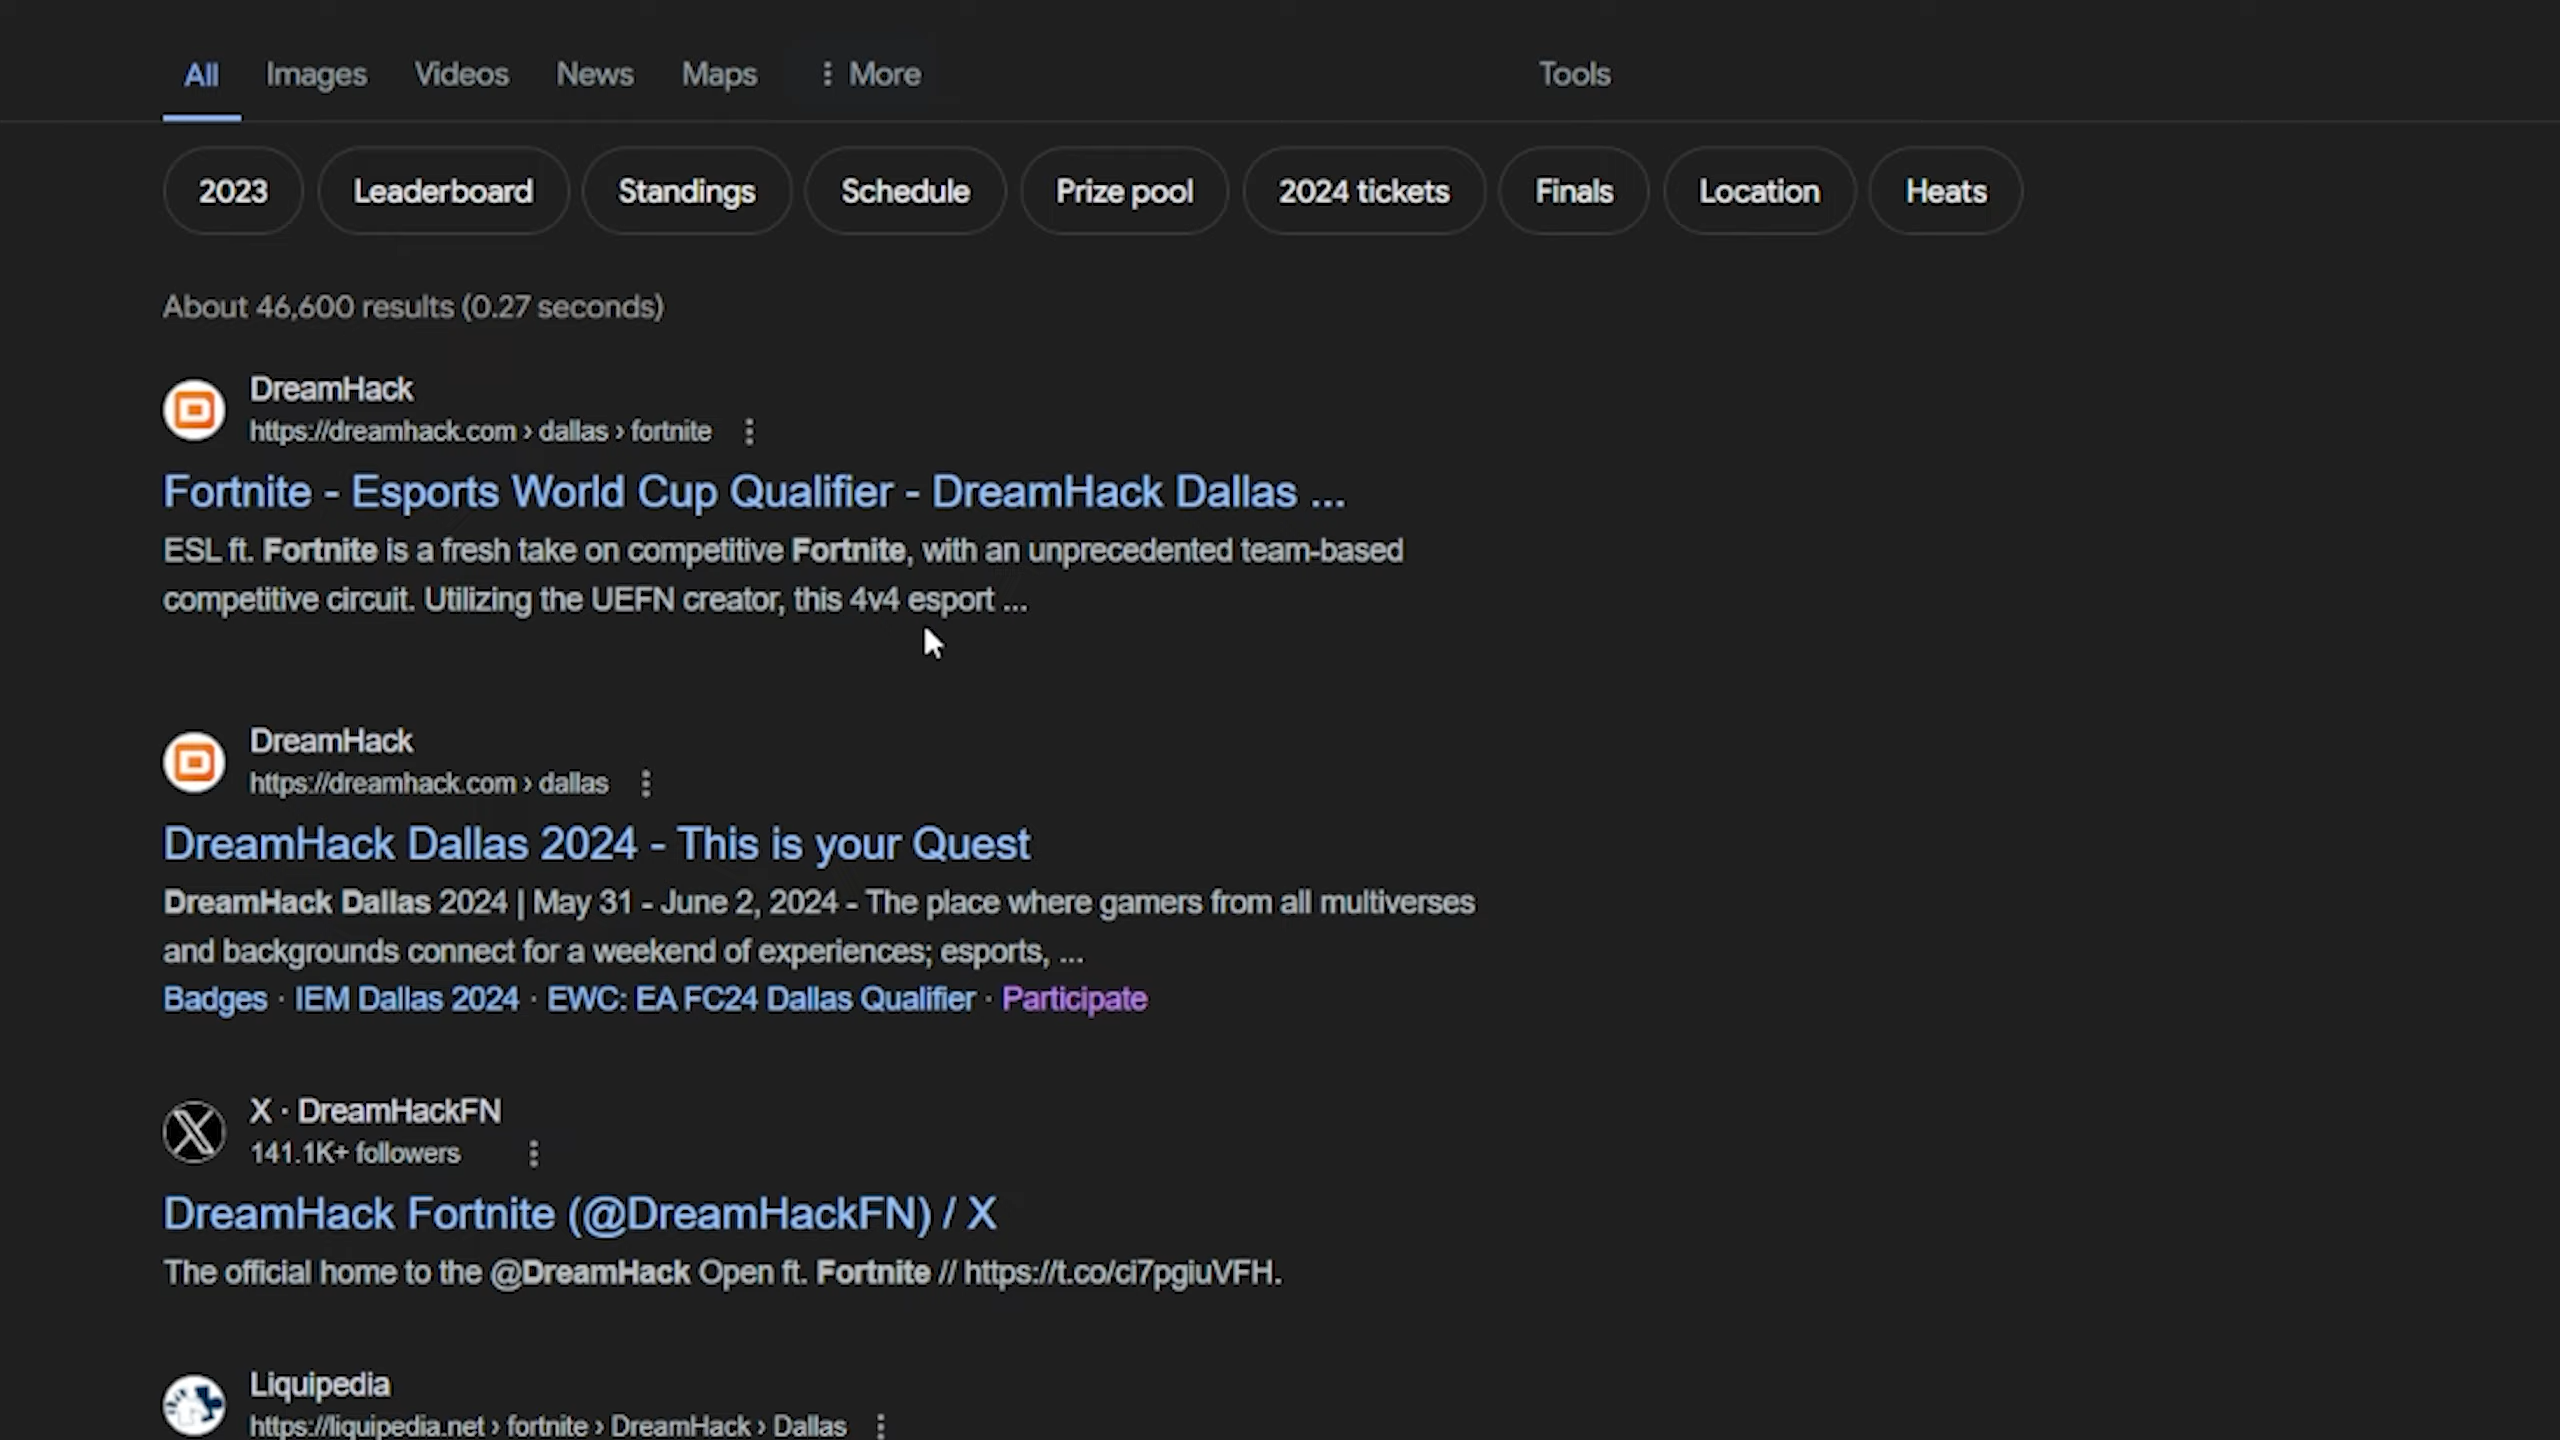 All Images Videos News Maps More Tools
2023 Leaderboard Standings Schedule Prize pool 2024 tickets Finals Location Heats
About 46,600 results (0.27 seconds)
DreamHack
https://dreamhack.com › dallas › fortnite
Fortnite - Esports World Cup Qualifier - DreamHack Dallas ...
ESL ft. Fortnite is a fresh take on competitive Fortnite, with an unprecedented team-based
competitive circuit. Utilizing the UEFN creator, this 4v4 esport ...
DreamHack
https://dreamhack.com › dallas
DreamHack Dallas 2024 - This is your Quest
DreamHack Dallas 2024 | May 31 - June 2, 2024 - The place where gamers from all multiverses
and backgrounds connect for a weekend of experiences; esports, ...
Badges · IEM Dallas 2024 · EWC: EA FC24 Dallas Qualifier · Participate
X · DreamHackFN
141.1K+ followers
DreamHack Fortnite (@DreamHackFN) / X
The official home to the @DreamHack Open ft. Fortnite // https://t.co/ci7pgiuVFH.
Liquipedia
https://liquipedia.net › fortnite › DreamHack › Dallas